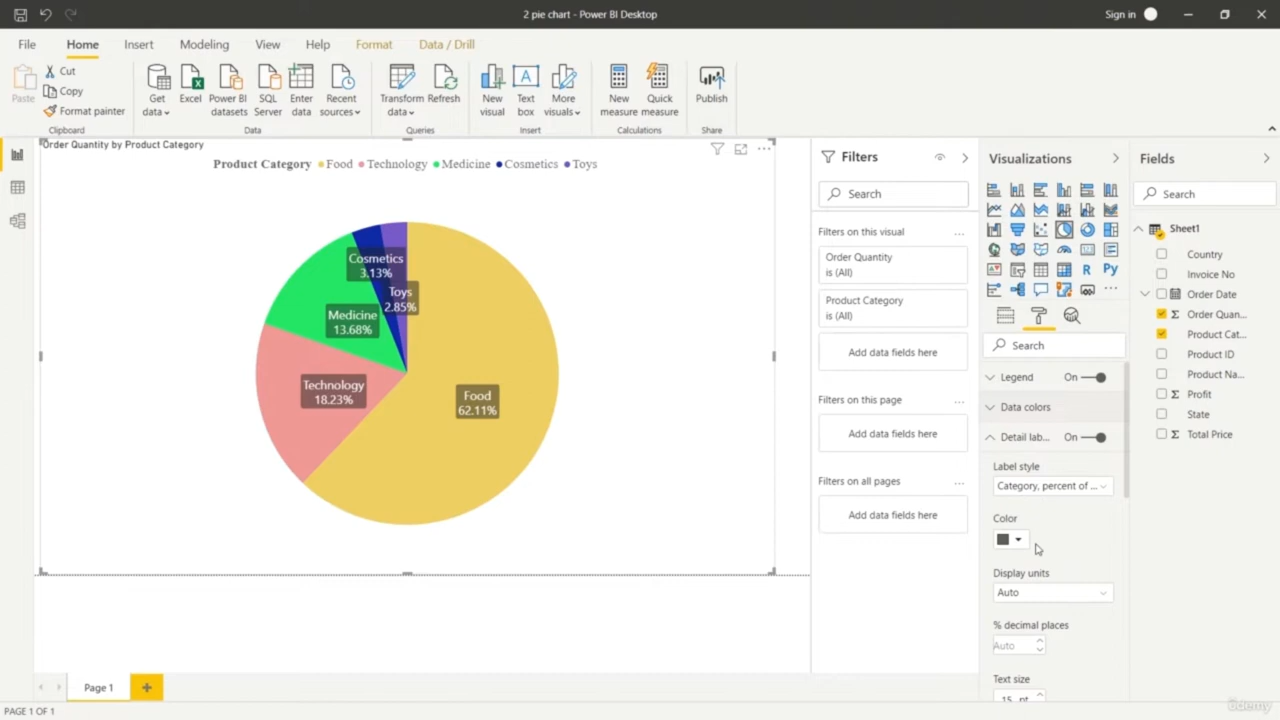 2 pie chart - Power BI Desktop
Sign in
File Home Insert Modeling View Help Format Data / Drill
Paste
Cut
Copy
Format painter
Clipboard
Get data
Excel
Power BI datasets
SQL Server
Enter data
Recent sources
Data
Transform data
Refresh
Queries
New visual
Text box
More visuals
Insert
New measure
Quick measure
Calculations
Publish
Share
Order Quantity by Product Category
Product Category Food Technology Medicine Cosmetics Toys
Cosmetics
3.13%
Toys
2.85%
Medicine
13.68%
Technology
18.23%
Food
62.11%
Filters
Search
Filters on this visual ...
Order Quantity
is (All)
Product Category
is (All)
Add data fields here
Filters on this page ...
Add data fields here
Filters on all pages ...
Add data fields here
Visualizations
R Py
...
Search
Legend On
Data colors
Detail lab... On
Label style
Category, percent of ...
Color
Display units
Auto
% decimal places
Auto
Text size
15 pt
Fields
Search
Sheet1
Country
Invoice No
Order Date
Σ Order Quan...
Product Cat...
Product ID
Product Na...
Σ Profit
State
Σ Total Price
Page 1
+
PAGE 1 OF 1
ûdemy